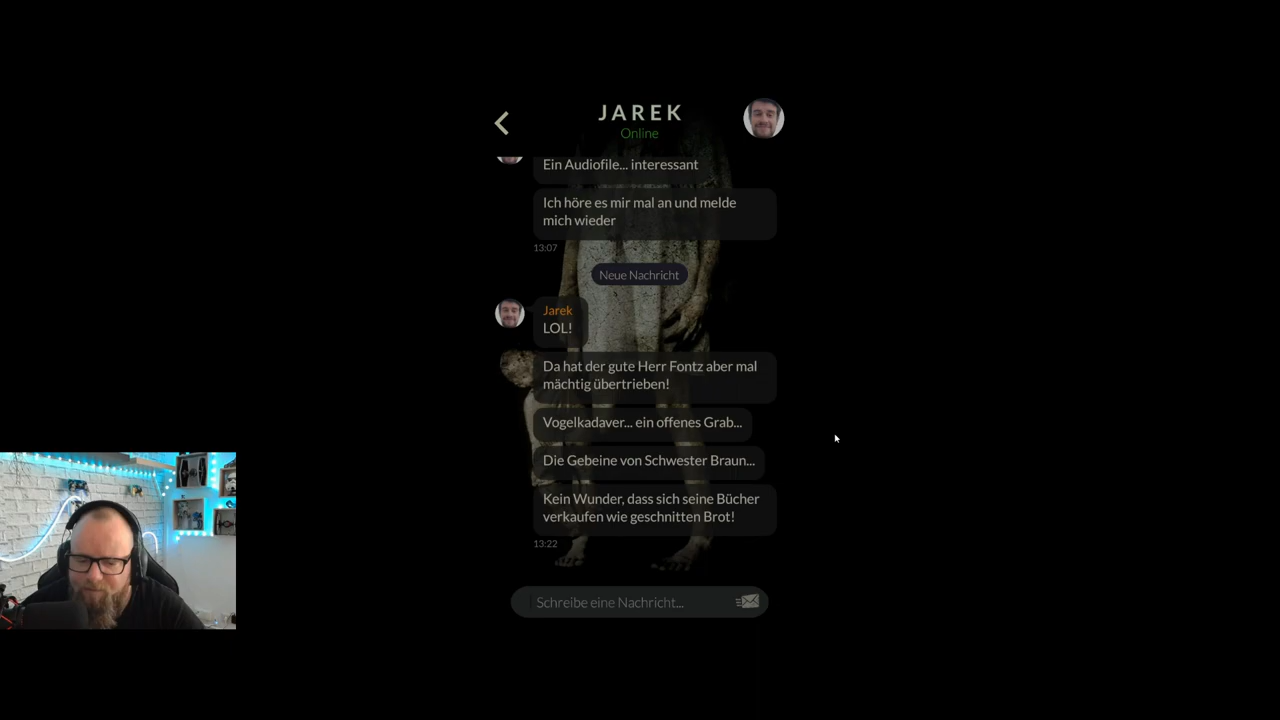 JAREK
Online
Ein Audiofile... interessant
Ich höre es mir mal an und melde
mich wieder
13:07
Neue Nachricht
Jarek
LOL!
Da hat der gute Herr Fontz aber mal
mächtig übertrieben!
Vogelkadaver... ein offenes Grab...
Die Gebeine von Schwester Braun...
Kein Wunder, dass sich seine Bücher
verkaufen wie geschnitten Brot!
13:22
Schreibe eine Nachricht...